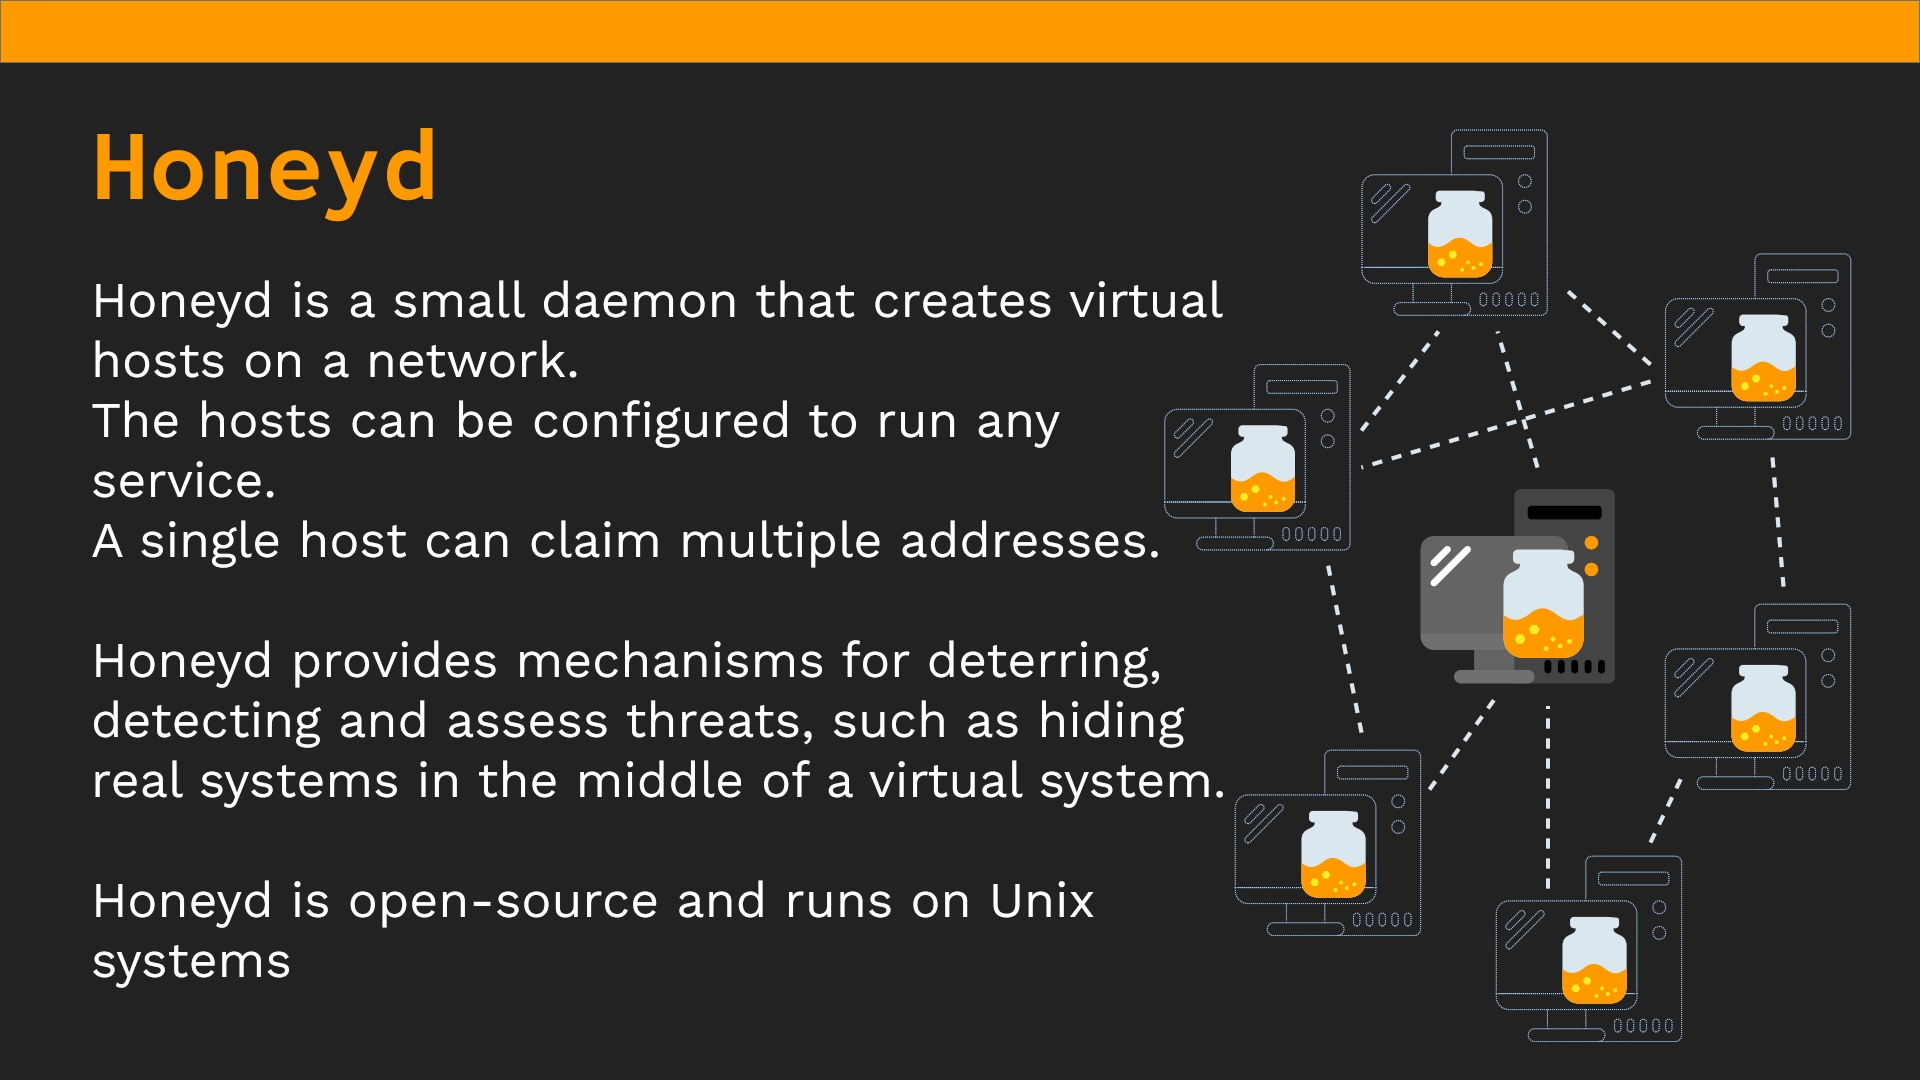 Honeyd
Honeyd is a small daemon that creates virtual
hosts on a network.
The hosts can be configured to run any
service.
A single host can claim multiple addresses.
Honeyd provides mechanisms for deterring,
detecting and assess threats, such as hiding
real systems in the middle of a virtual system.
Honeyd is open-source and runs on Unix
systems